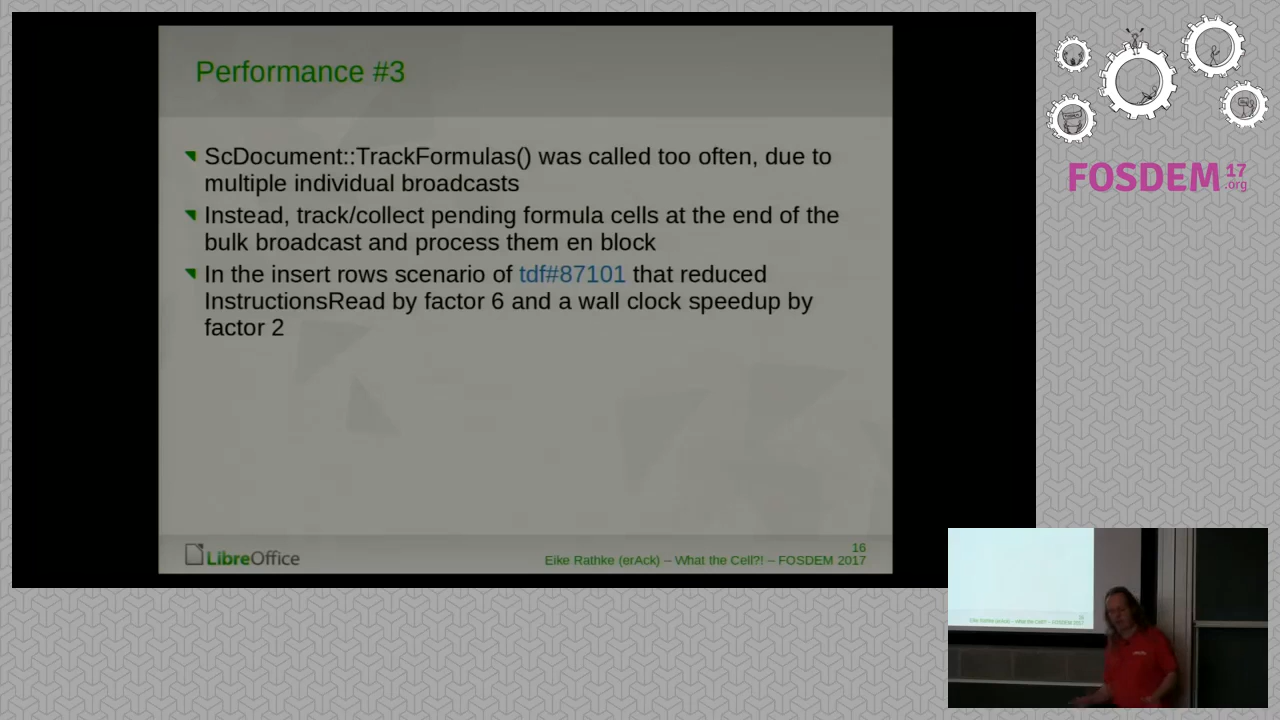 Performance #3
ScDocument::TrackFormulas() was called too often, due to
multiple individual broadcasts
Instead, track/collect pending formula cells at the end of the
bulk broadcast and process them en block
In the insert rows scenario of tdf#87101 that reduced
InstructionsRead by factor 6 and a wall clock speedup by
factor 2
LibreOffice
16
Eike Rathke (erAck) – What the Cell?! – FOSDEM 2017
FOSDEM 17
.org